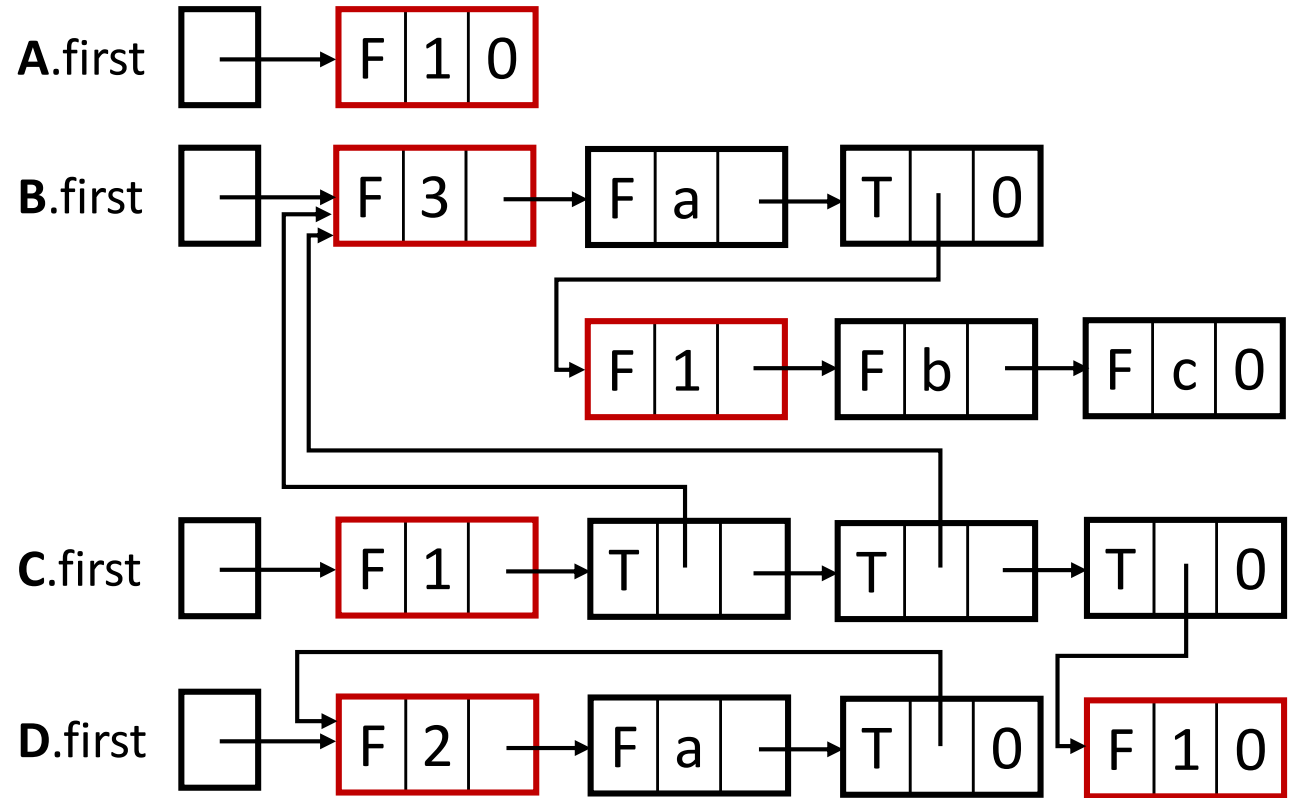 A.first F 1 0
B.first F 3 F a T 0
F 1 F b F c 0
C.first F 1 T T T 0
D.first F 2 F a T 0 F 1 0